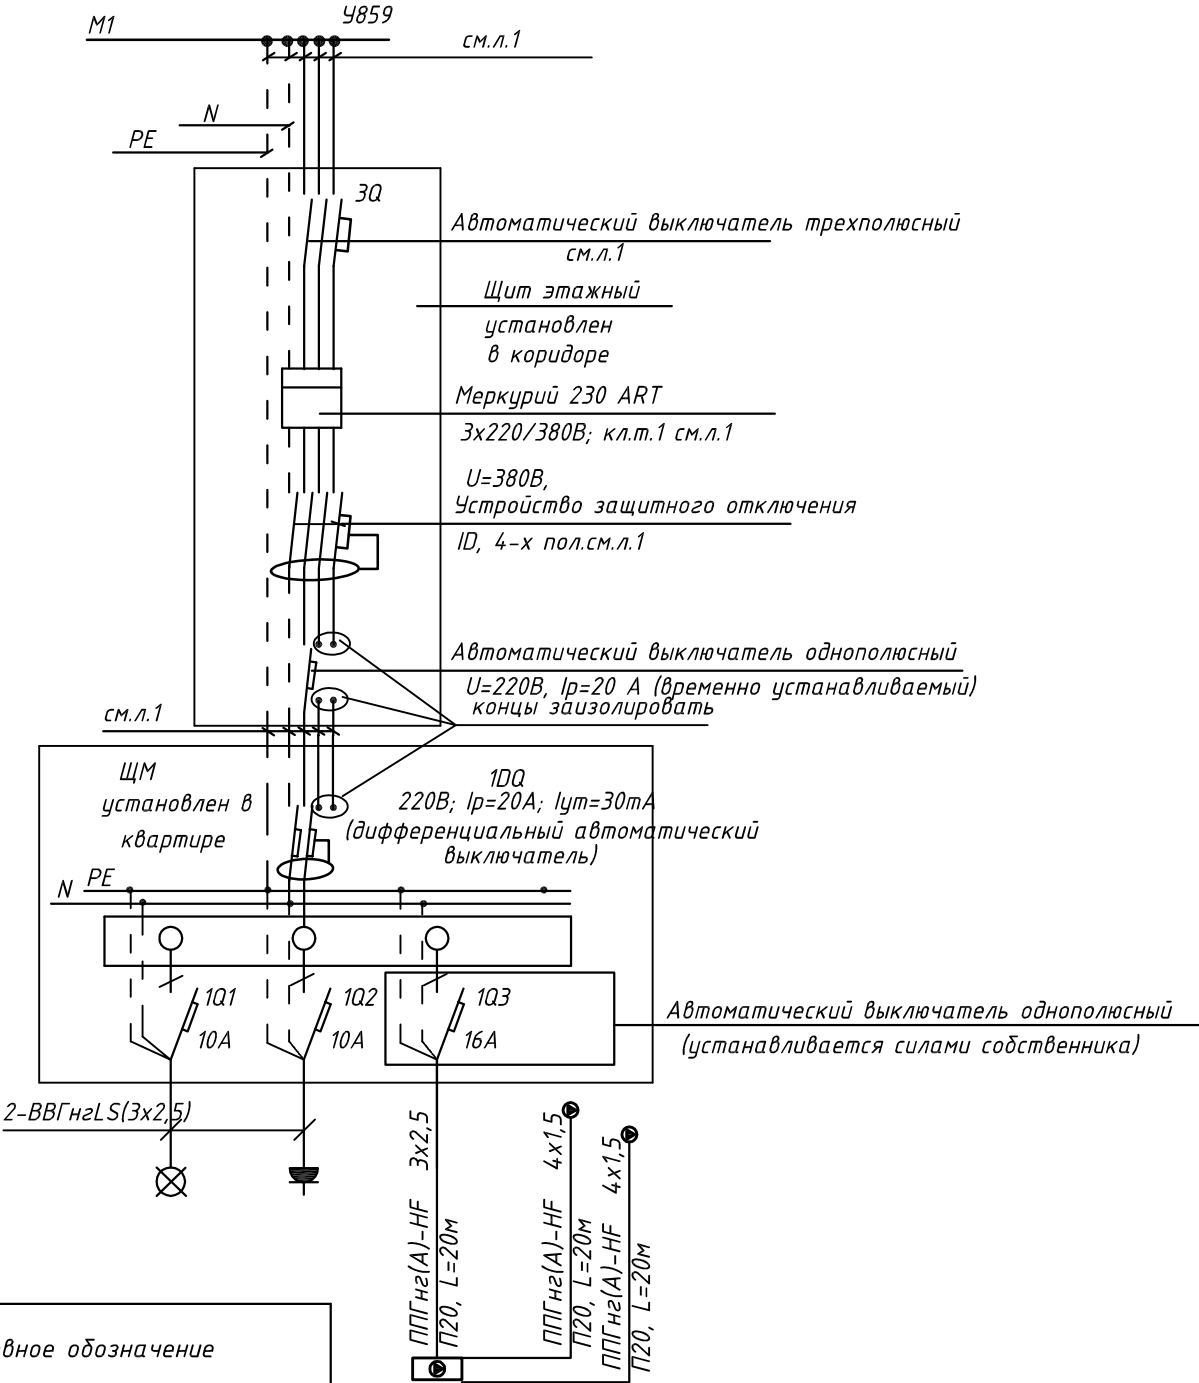 М1
У859
см.л.1
N
PE
3Q
Автоматический выключатель трехполюсный
см.л.1
Щит этажный
установлен
в коридоре
Меркурий 230 ART
3х220/380В; кл.т.1 см.л.1
U=380В,
Устройство защитного отключения
ID, 4-х пол.см.л.1
Автоматический выключатель однополюсный
U=220В, Iр=20 А (временно устанавливаемый)
концы заизолировать
см.л.1
ЩМ
установлен в
квартире
1DQ
220В; Iр=20А; Iут=30mА
(дифференциальный автоматический
выключатель)
PE
N
1Q1
10А
1Q2
10А
1Q3
16А
Автоматический выключатель однополюсный
(устанавливается силами собственника)
2-ВВГнгLS(3х2,5)
ППГнг(А)-HF 3х2,5
П20, L=20м
ППГнг(А)-HF 4х1,5
П20, L=20м
ППГнг(А)-HF 4х1,5
П20, L=20м
вное обозначение